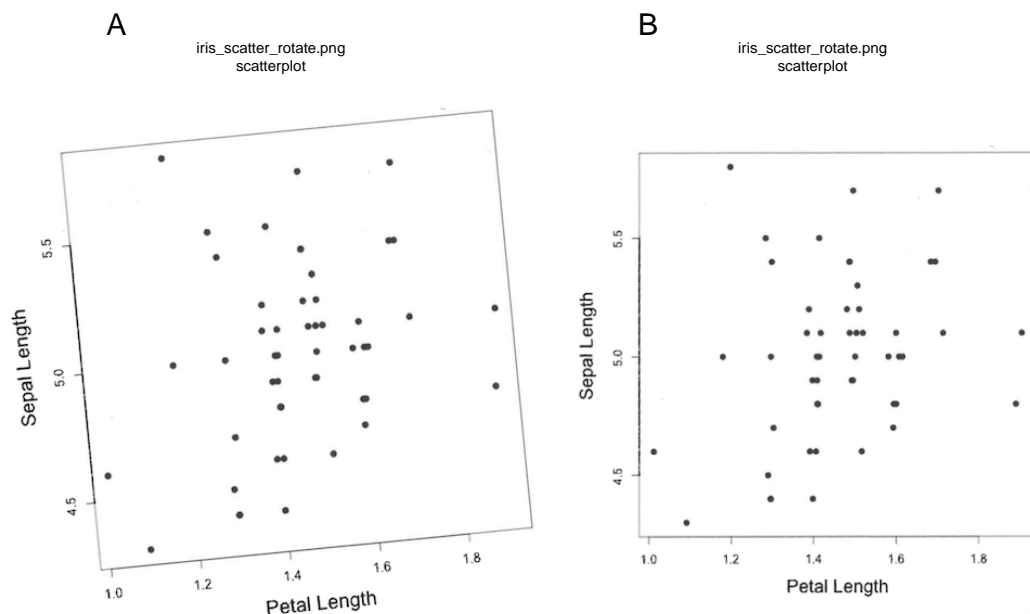 A
iris_scatter_rotate.png
scatterplot
5.5
5.0
4.5
Sepal Length
1.0
1.2
1.4
1.6
1.8
Petal Length
B
iris_scatter_rotate.png
scatterplot
5.5
5.0
4.5
Sepal Length
1.0
1.2
1.4
1.6
1.8
Petal Length